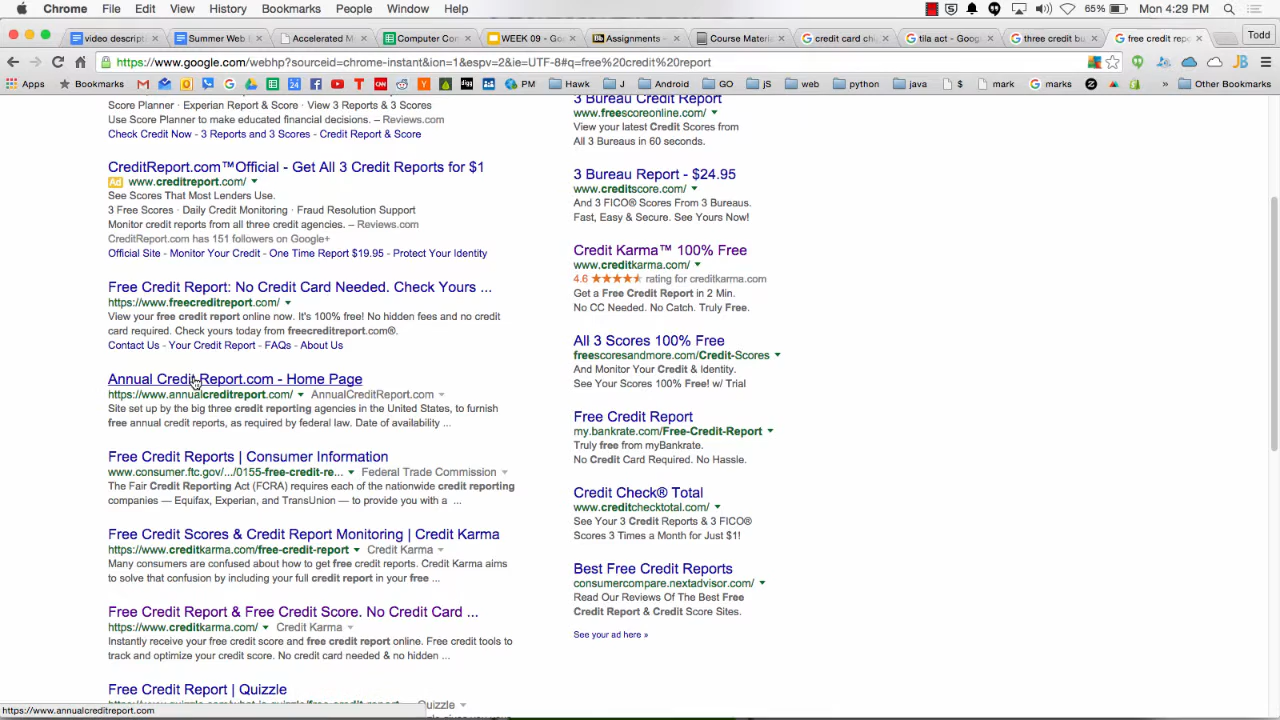 Chrome File Edit View History Bookmarks People Window Help 65% Mon 4:29 PM
video descript Summer Web Accelerated M Computer Com WEEK 09 - Go Assignments - Course Materia credit card ch tila act - Goog three credit bu free credit repo Todd
https://www.google.com/webhp?sourceid=chrome-instant&ion=1&espv=2&ie=UTF-8#q=free%20credit%20report
Apps Bookmarks PM Hawk J Android GO jS web python java $ mark marks Other Bookmarks
Score Planner · Experian Report & Score · View 3 Reports & 3 Scores
Use Score Planner to make educated financial decisions. – Reviews.com
Check Credit Now - 3 Reports and 3 Scores - Credit Report & Score
CreditReport.com™Official - Get All 3 Credit Reports for $1
Ad www.creditreport.com/
See Scores That Most Lenders Use.
3 Free Scores · Daily Credit Monitoring · Fraud Resolution Support
Monitor credit reports from all three credit agencies. – Reviews.com
CreditReport.com has 151 followers on Google+
Official Site - Monitor Your Credit - One Time Report $19.95 - Protect Your Identity
Free Credit Report: No Credit Card Needed. Check Yours ...
https://www.freecreditreport.com/
View your free credit report online now. It's 100% free! No hidden fees and no credit
card required. Check yours today from freecreditreport.com®.
Contact Us - Your Credit Report - FAQs - About Us
Annual Credit Report.com - Home Page
https://www.annualcreditreport.com/ AnnualCreditReport.com
Site set up by the big three credit reporting agencies in the United States, to furnish
free annual credit reports, as required by federal law. Date of availability ...
Free Credit Reports | Consumer Information
www.consumer.ftc.gov/.../0155-free-credit-re... Federal Trade Commission
The Fair Credit Reporting Act (FCRA) requires each of the nationwide credit reporting
companies — Equifax, Experian, and TransUnion — to provide you with a ...
Free Credit Scores & Credit Report Monitoring | Credit Karma
https://www.creditkarma.com/free-credit-report Credit Karma
Many consumers are confused about how to get free credit reports. Credit Karma aims
to solve that confusion by including your full credit report in your free ...
Free Credit Report & Free Credit Score. No Credit Card ...
https://www.creditkarma.com/ Credit Karma
Instantly receive your free credit score and free credit report online. Free credit tools to
track and optimize your credit score. No credit card needed & no hidden ...
Free Credit Report | Quizzle
Quizzle
https://www.annualcreditreport.com
3 Bureau Credit Report
www.freescoreonline.com/
View your latest Credit Scores from
All 3 Bureaus in 60 seconds.
3 Bureau Report - $24.95
www.creditscore.com/
And 3 FICO® Scores From 3 Bureaus.
Fast, Easy & Secure. See Yours Now!
Credit Karma™ 100% Free
www.creditkarma.com/
4.6 ★★★★★ rating for creditkarma.com
Get a Free Credit Report in 2 Min.
No CC Needed. No Catch. Truly Free.
All 3 Scores 100% Free
freescoresandmore.com/Credit-Scores
And Monitor Your Credit & Identity.
See Your Scores 100% Free! w/ Trial
Free Credit Report
my.bankrate.com/Free-Credit-Report
Truly free from myBankrate.
No Credit Card Required. No Hassle.
Credit Check® Total
www.creditchecktotal.com/
See Your 3 Credit Reports & 3 FICO®
Scores 3 Times a Month for Just $1!
Best Free Credit Reports
consumercompare.nextadvisor.com/
Read Our Reviews Of The Best Free
Credit Report & Credit Score Sites.
See your ad here »